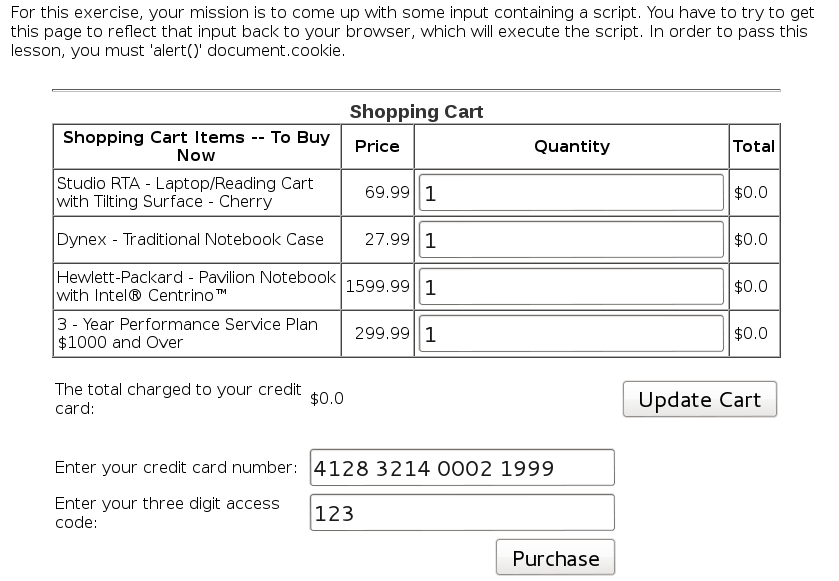 For this exercise, your mission is to come up with some input containing a script. You have to try to get
this page to reflect that input back to your browser, which will execute the script. In order to pass this
lesson, you must 'alert()' document.cookie.
Shopping Cart
Shopping Cart Items -- To Buy
Now
Price
Quantity
Total
Studio RTA - Laptop/Reading Cart
with Tilting Surface - Cherry
69.99
1
$0.0
Dynex - Traditional Notebook Case
27.99
1
$0.0
Hewlett-Packard - Pavilion Notebook
with Intel® Centrino™
1599.99
1
$0.0
3 - Year Performance Service Plan
$1000 and Over
299.99
1
$0.0
The total charged to your credit
card:
$0.0
Update Cart
Enter your credit card number:
4128 3214 0002 1999
Enter your three digit access
code:
123
Purchase